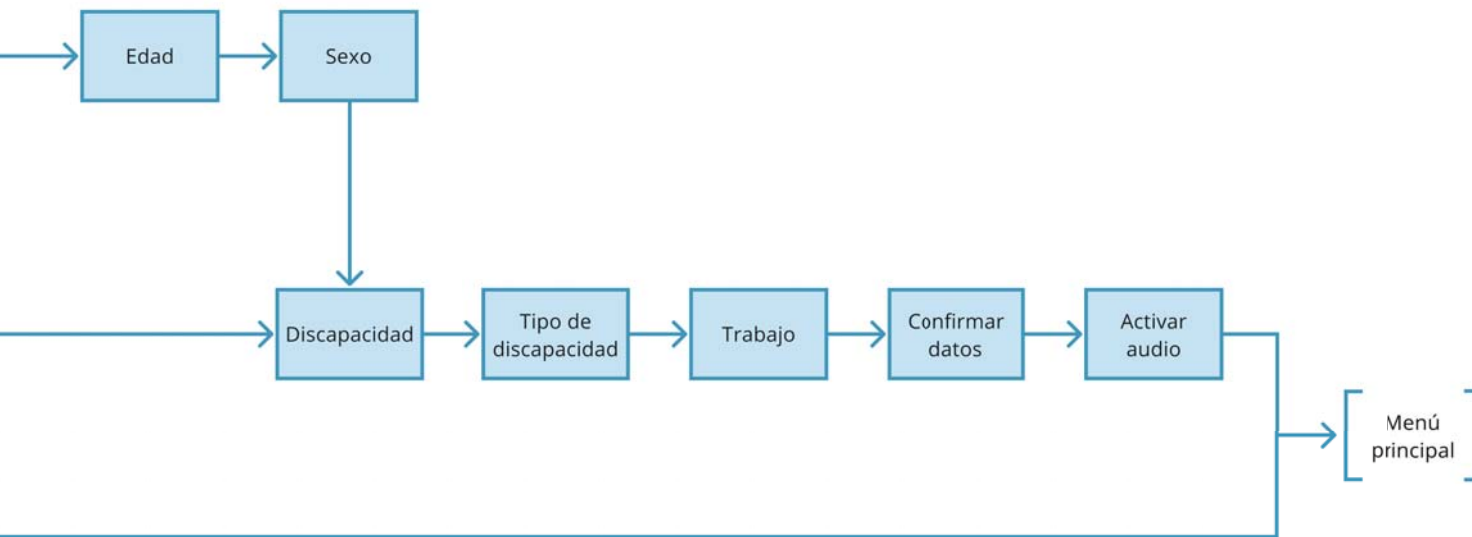 Edad
Sexo
Discapacidad
Tipo de
discapacidad
Trabajo
Confirmar
datos
Activar
audio
Menú
principal